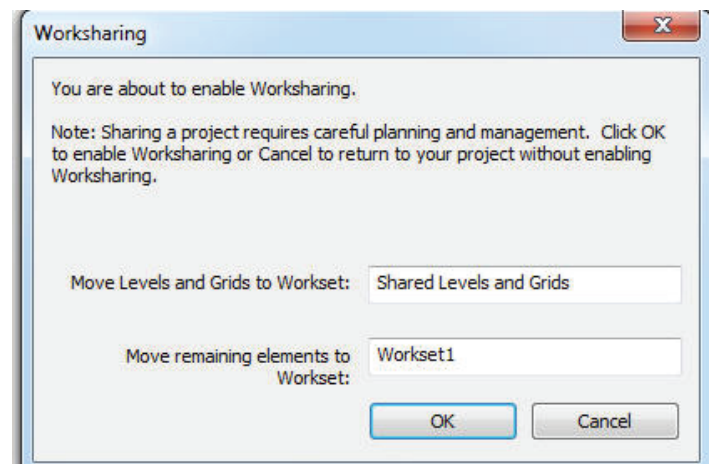 Worksharing
X
You are about to enable Worksharing.
Note: Sharing a project requires careful planning and management. Click OK
to enable Worksharing or Cancel to return to your project without enabling
Worksharing.
Move Levels and Grids to Workset: Shared Levels and Grids
Move remaining elements to Workset1
Workset:
OK Cancel